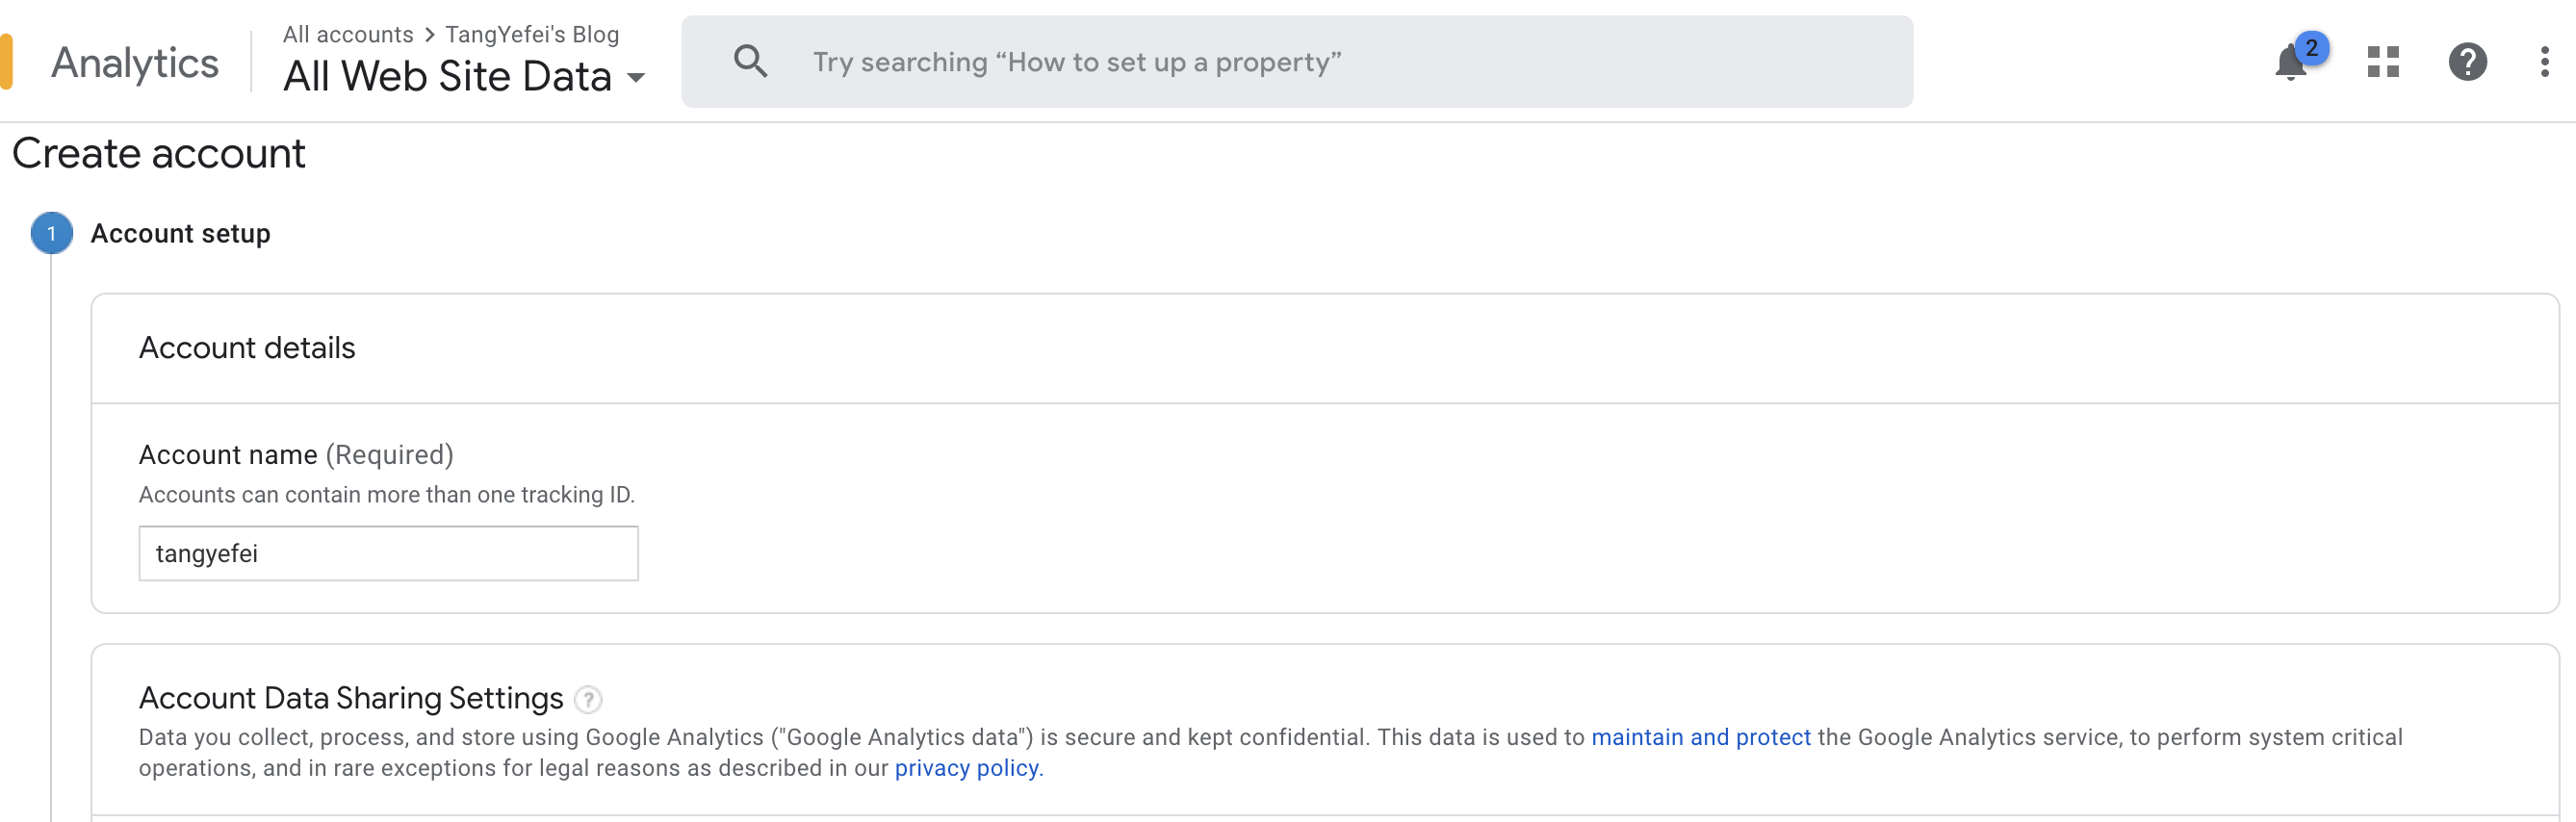 Analytics
All accounts > TangYefei's Blog
All Web Site Data
Try searching “How to set up a property”
2
?
Create account
1
Account setup
Account details
Account name (Required)
Accounts can contain more than one tracking ID.
tangyefei
Account Data Sharing Settings ?
Data you collect, process, and store using Google Analytics ("Google Analytics data") is secure and kept confidential. This data is used to maintain and protect the Google Analytics service, to perform system critical
operations, and in rare exceptions for legal reasons as described in our privacy policy.